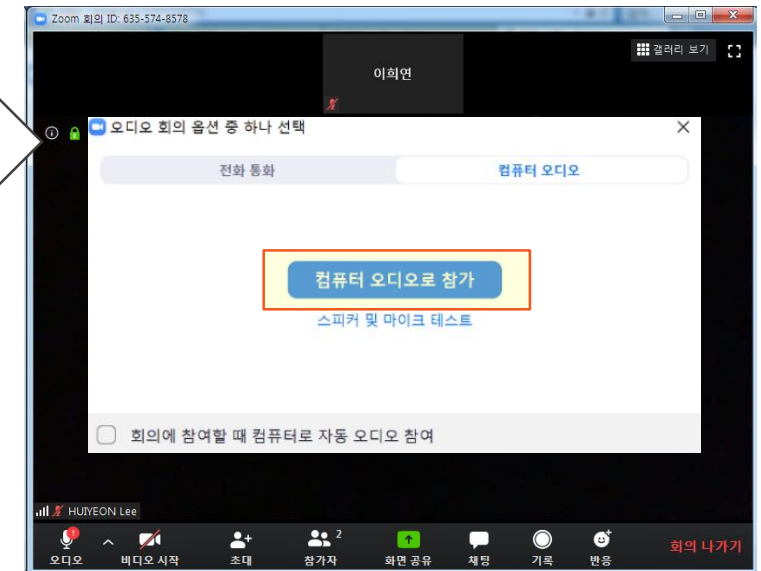 Zoom 회의 ID: 635-574-8578
갤러리 보기
이희연
오디오 회의 옵션 중 하나 선택
전화 통화
컴퓨터 오디오
컴퓨터 오디오로 참가
스피커 및 마이크 테스트
회의에 참여할 때 컴퓨터로 자동 오디오 참여
HUIYEON Lee
오디오 비디오 시작 초대 참가자 2 화면 공유 채팅 기록 반응 회의 나가기